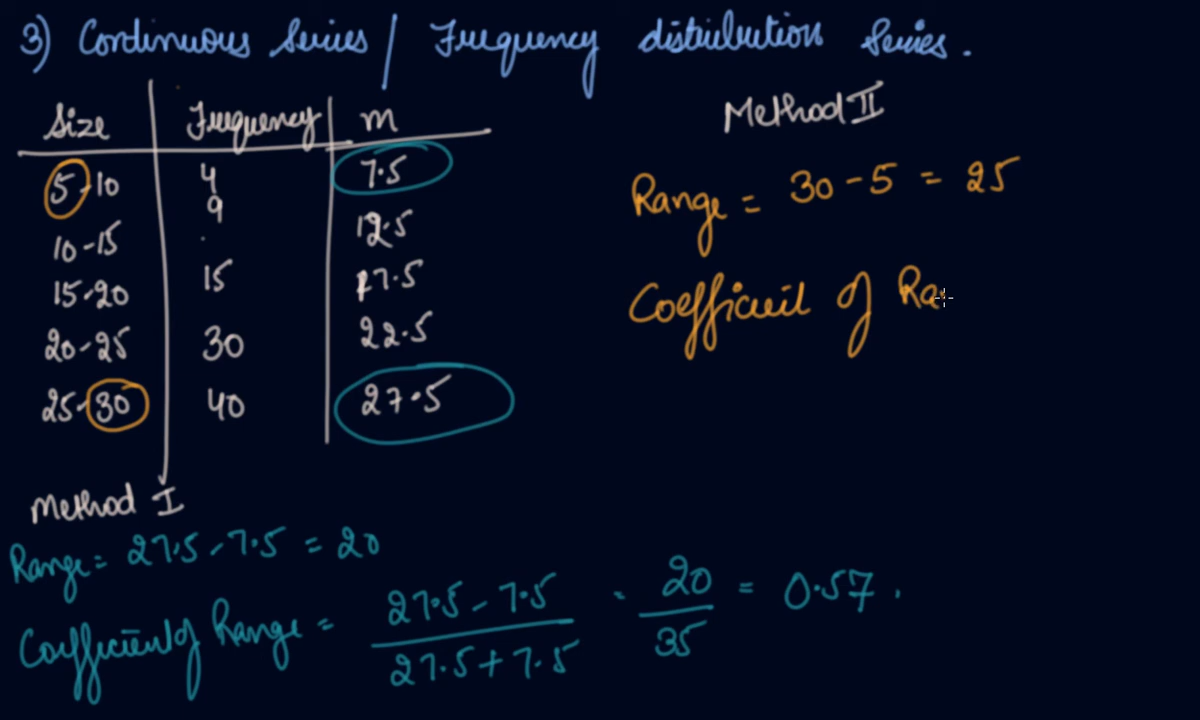 3) Continuous Series / Frequency distribution Series.
Size Frequency m
5-10 4 7.5
10-15 9 12.5
15-20 15 17.5
20-25 30 22.5
25-30 40 27.5
Method II
Range = 30-5 = 25
Coefficient of Ra
Method I
Range = 27.5-7.5 = 20
Coefficient of Range = 27.5-7.5 / 27.5+7.5 = 20 / 35 = 0.57.